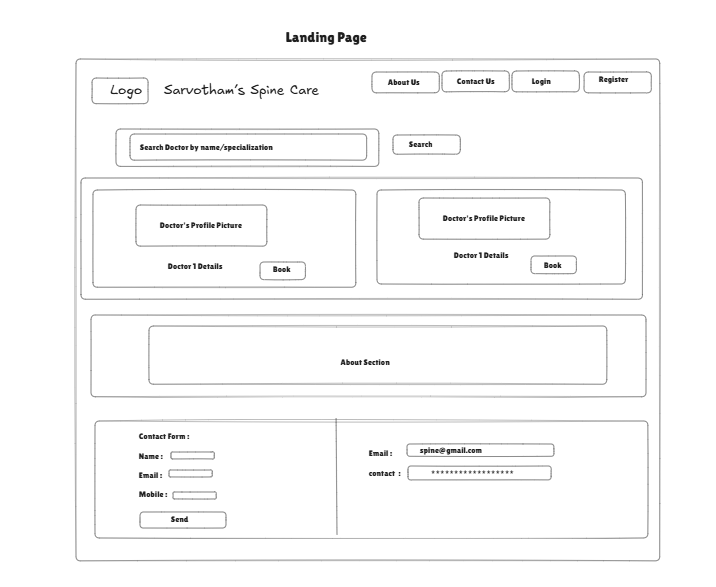 Landing Page
Logo
Sarvotham's Spine Care
About Us
Contact Us
Login
Register
Search Doctor by name/specialization
Search
Doctor's Profile Picture
Doctor 1 Details
Book
Doctor's Profile Picture
Doctor 1 Details
Book
About Section
Contact Form :
Name :
Email :
Mobile :
Send
Email : spine@gmail.com
contact : ******************